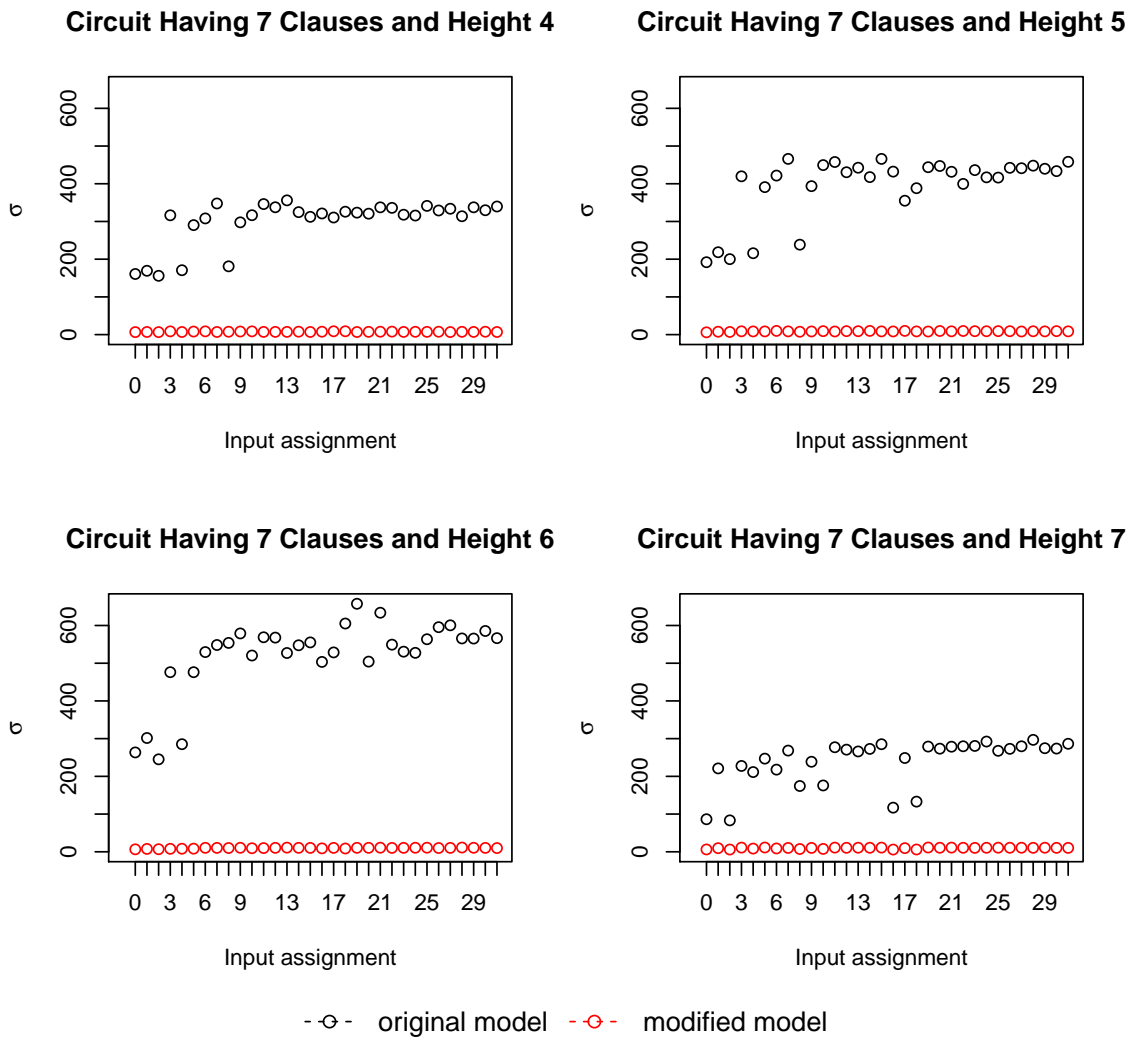 Circuit Having 7 Clauses and Height 4
600
400
200
0
σ
0 3 6 9 13 17 21 25 29
Input assignment
Circuit Having 7 Clauses and Height 5
600
400
200
0
σ
0 3 6 9 13 17 21 25 29
Input assignment
Circuit Having 7 Clauses and Height 6
600
400
200
0
σ
0 3 6 9 13 17 21 25 29
Input assignment
Circuit Having 7 Clauses and Height 7
600
400
200
0
σ
0 3 6 9 13 17 21 25 29
Input assignment
original model modified model